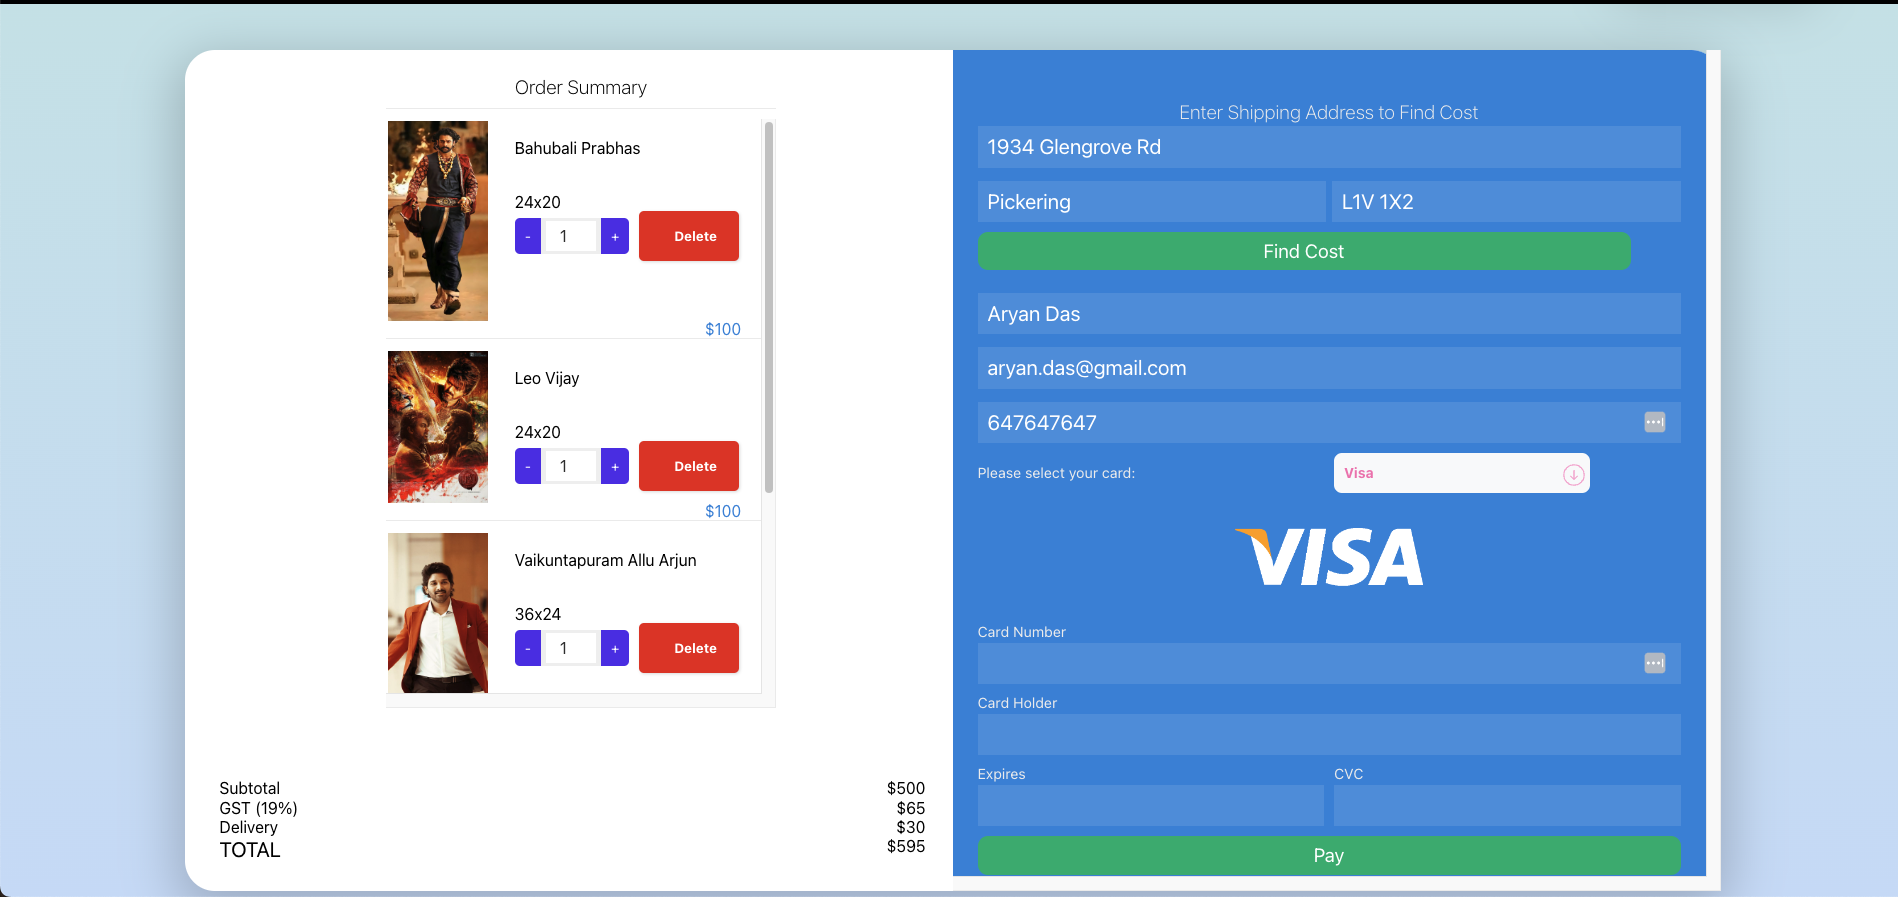 Order Summary
Bahubali Prabhas
24x20
- 1 + Delete
$100
Leo Vijay
24x20
- 1 + Delete
$100
Vaikuntapuram Allu Arjun
36x24
- 1 + Delete
Subtotal $500
GST (19%) $65
Delivery $30
TOTAL $595
Enter Shipping Address to Find Cost
1934 Glengrove Rd
Pickering L1V 1X2
Find Cost
Aryan Das
aryan.das@gmail.com
647647647
Please select your card: Visa
VISA
Card Number
Card Holder
Expires CVC
Pay